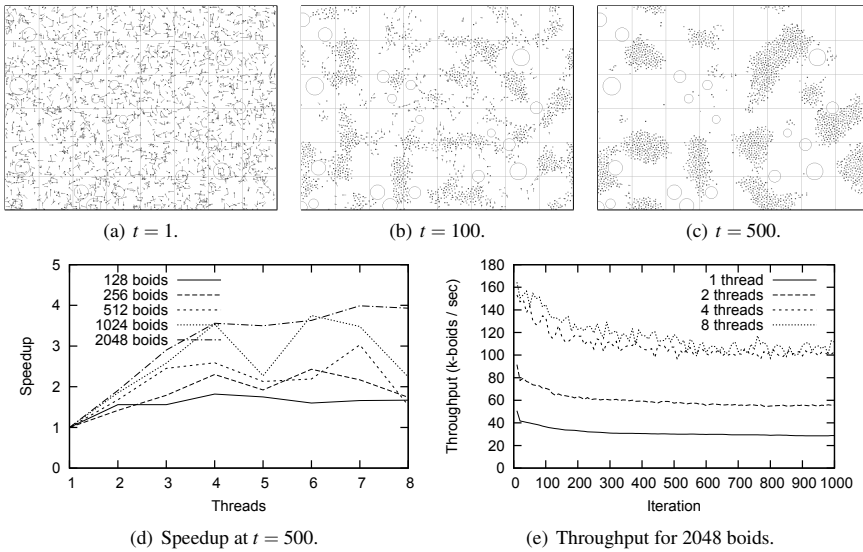 (a) t = 1.
(b) t = 100.
(c) t = 500.
5
4
3
2
1
0
Speedup
128 boids
256 boids
512 boids
1024 boids
2048 boids
1 2 3 4 5 6 7 8
Threads
(d) Speedup at t = 500.
180
160
140
120
100
80
60
40
20
0
Throughput (k-boids / sec)
1 thread
2 threads
4 threads
8 threads
0 100 200 300 400 500 600 700 800 900 1000
Iteration
(e) Throughput for 2048 boids.